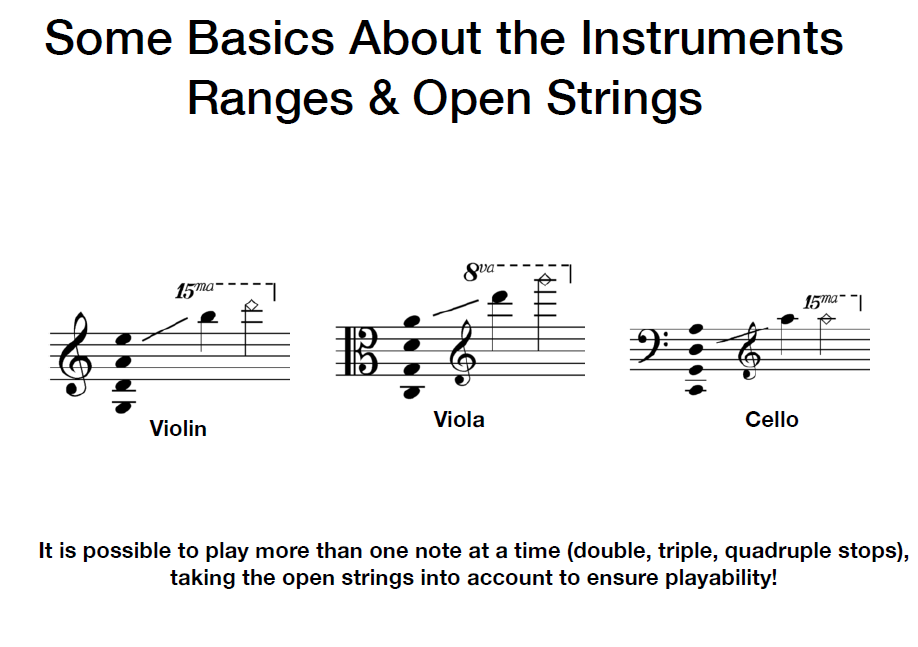 Some Basics About the Instruments
Ranges & Open Strings
15ma
8va
15ma
Violin
Viola
Cello
It is possible to play more than one note at a time (double, triple, quadruple stops),
taking the open strings into account to ensure playability!